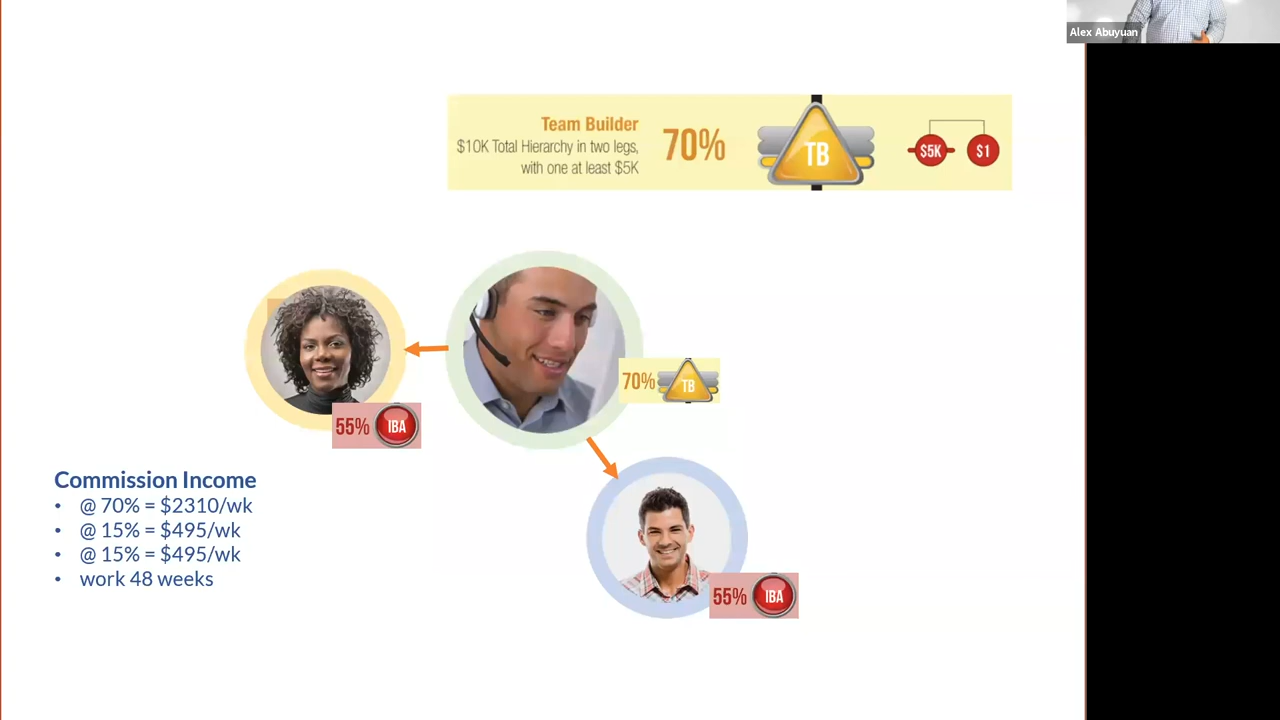 Alex Abuyuan
Team Builder
$10K Total Hierarchy in two legs,
with one at least $5K
70%
TB
$5K
$1
70%
TB
55%
IBA
Commission Income
• @ 70% = $2310/wk
• @ 15% = $495/wk
• @ 15% = $495/wk
• work 48 weeks
55%
IBA